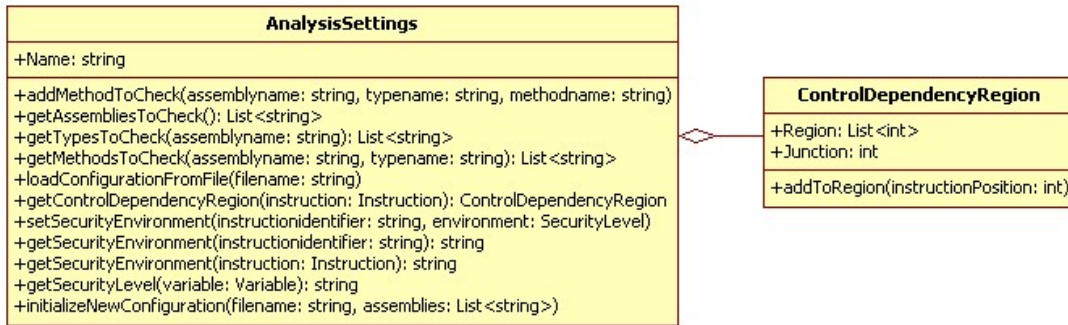 AnalysisSettings
+Name: string
+addMethodToCheck(assemblyname: string, typename: string, methodname: string)
+getAssembliesToCheck(): List<string>
+getTypesToCheck(assemblyname: string): List<string>
+getMethodsToCheck(assemblyname: string, typename: string): List<string>
+loadConfigurationFromFile(filename: string)
+getControlDependencyRegion(instruction: Instruction): ControlDependencyRegion
+setSecurityEnvironment(instructionidentifier: string, environment: SecurityLevel)
+getSecurityEnvironment(instructionidentifier: string): string
+getSecurityEnvironment(instruction: Instruction): string
+getSecurityLevel(variable: Variable): string
+initializeNewConfiguration(filename: string, assemblies: List<string>)
ControlDependencyRegion
+Region: List<int>
+Junction: int
+addToRegion(instructionPosition: int)